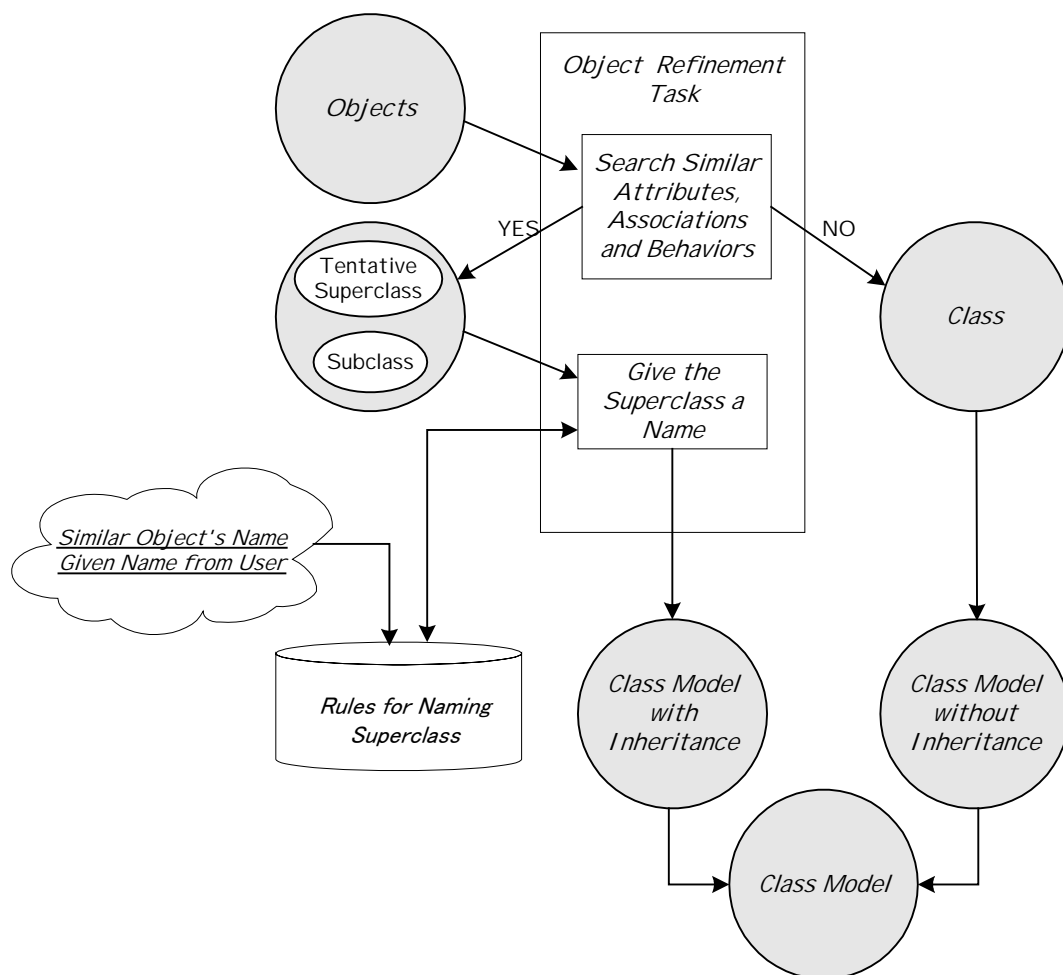 Object Refinement
Task
Objects
Search Similar
Attributes,
Associations
and Behaviors
YES
NO
Tentative
Superclass
Subclass
Class
Give the
Superclass a
Name
Similar Object's Name
Given Name from User
Rules for Naming
Superclass
Class Model
with
Inheritance
Class Model
without
Inheritance
Class Model